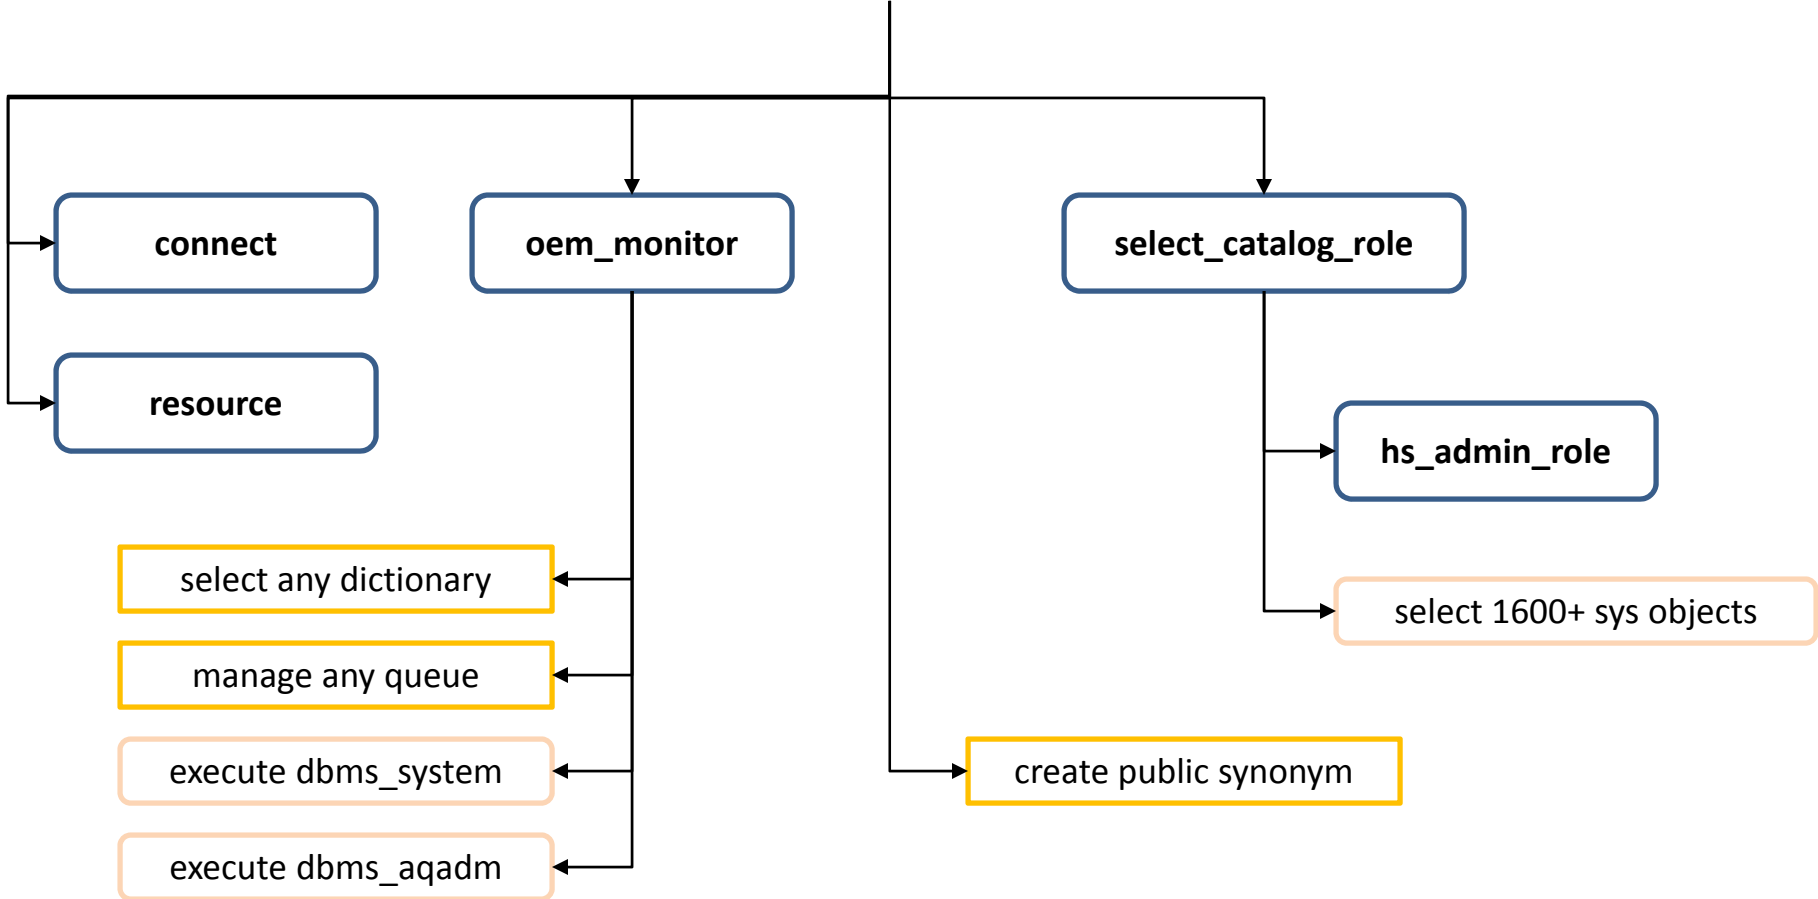 connect
oem_monitor
select_catalog_role
resource
hs_admin_role
select any dictionary
select 1600+ sys objects
manage any queue
execute dbms_system
create public synonym
execute dbms_aqadm